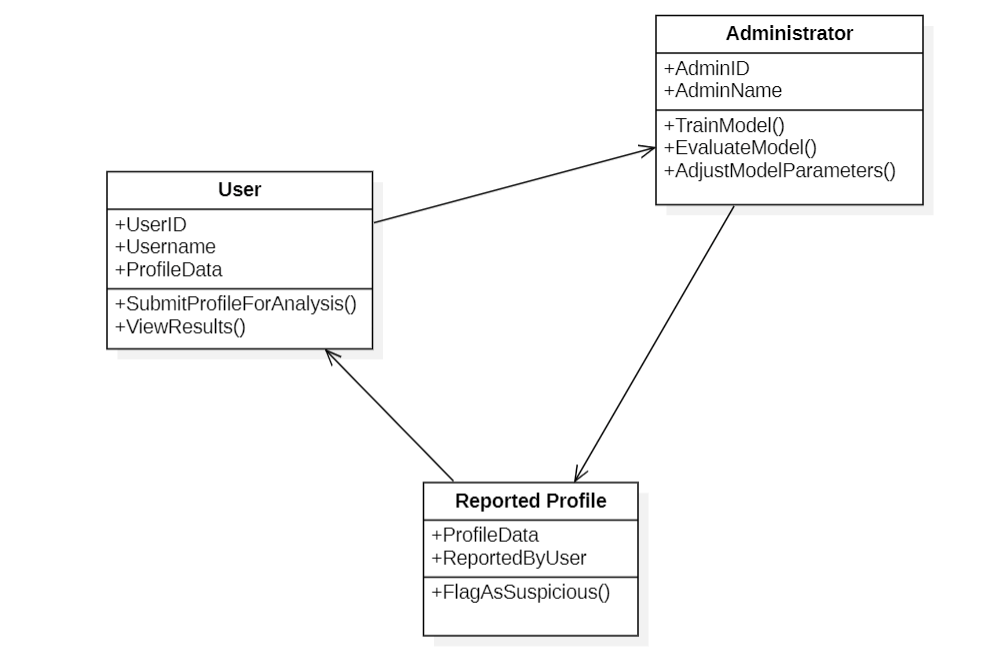 Administrator
+AdminID
+AdminName
+TrainModel()
+EvaluateModel()
+AdjustModelParameters()
User
+UserID
+Username
+ProfileData
+SubmitProfileForAnalysis()
+ViewResults()
Reported Profile
+ProfileData
+ReportedByUser
+FlagAsSuspicious()